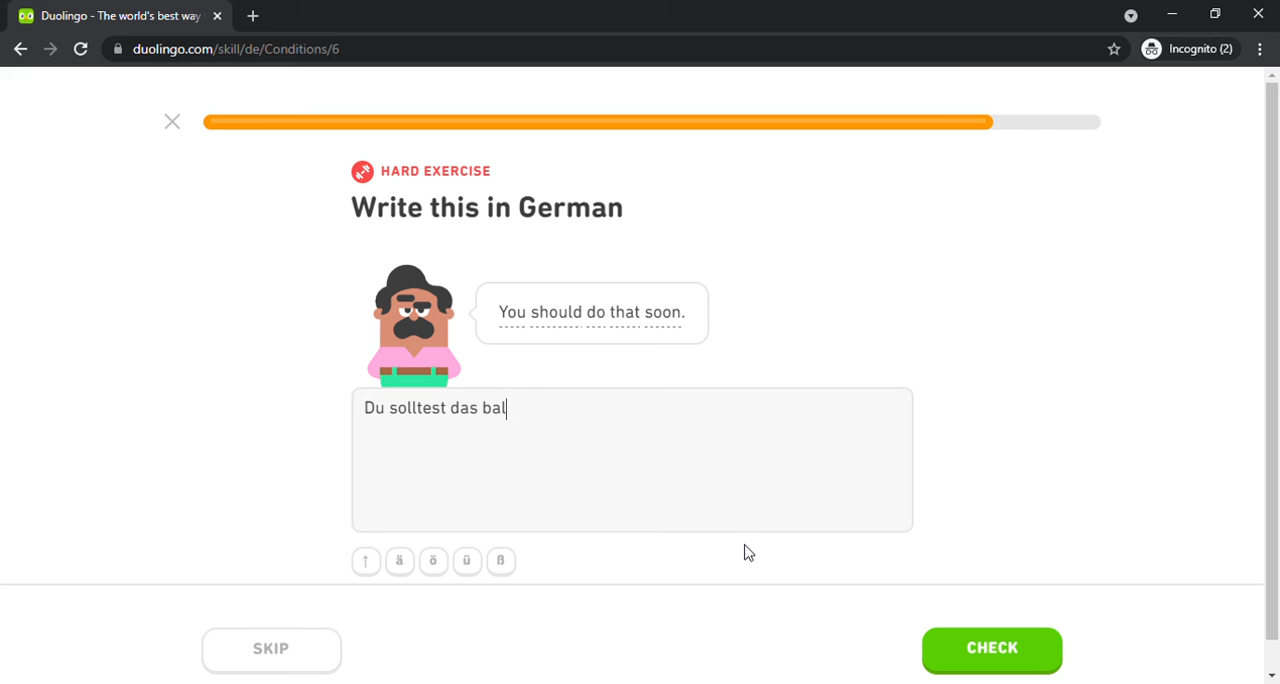 Duolingo - The world's best way
duolingo.com/skill/de/Conditions/6
Incognito (2)
HARD EXERCISE
Write this in German
You should do that soon.
Du solltest das bal
↑ ä ö ü ß
SKIP
CHECK